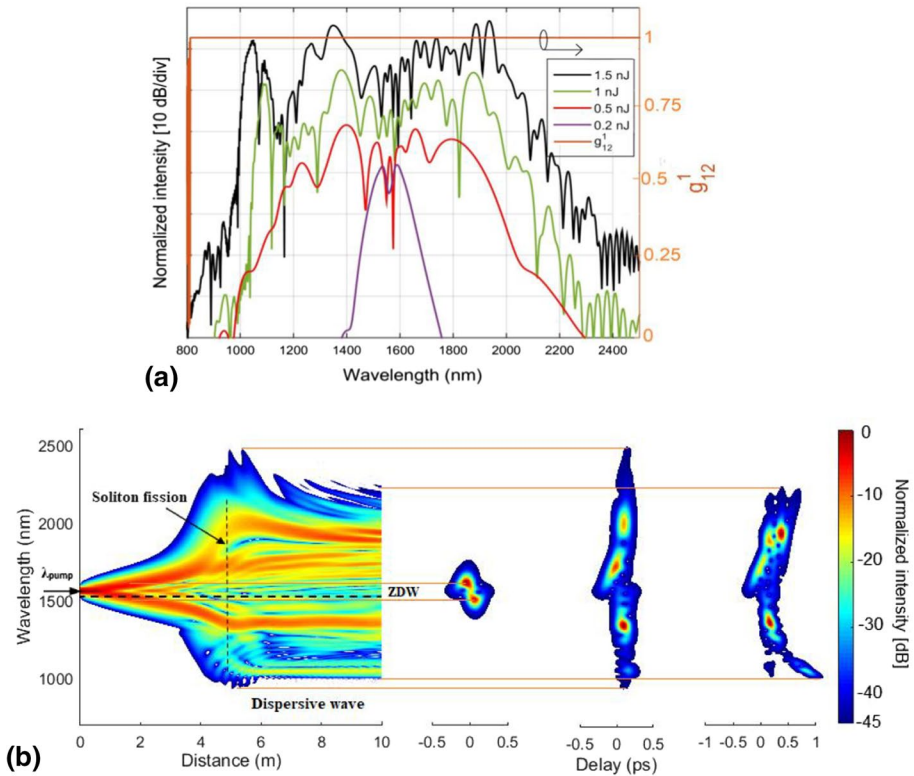 Normalized intensity [10 dB/div]
1.5 nJ
1 nJ
0.5 nJ
0.2 nJ
g¹₁₂
1
0.75
0.5
0.25
0
g¹₁₂
800 1000 1200 1400 1600 1800 2000 2200 2400
Wavelength (nm)
(a)
2500
2000
1500
1000
Wavelength (nm)
λpump
Soliton fission
ZDW
Dispersive wave
0 2 4 6 8 10
Distance (m)
-0.5 0 0.5
-0.5 0 0.5
-1 -0.5 0 0.5 1
Delay (ps)
0
-10
-20
-30
-40
-45
Normalized intensity [dB]
(b)